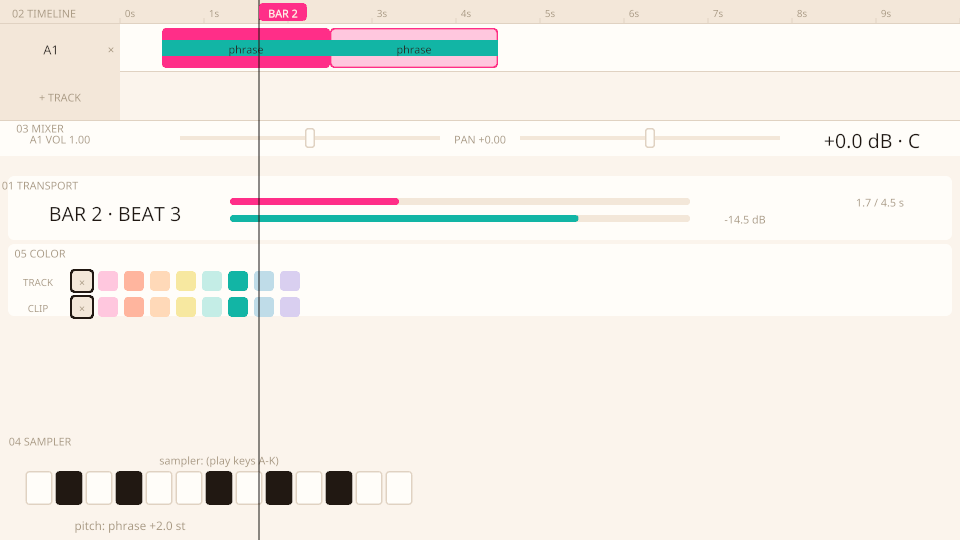 02 TIMELINE 0s 1s BAR 2 3s 4s 5s 6s 7s 8s 9s
A1 × phrase phrase
+ TRACK
03 MIXER
A1 VOL 1.00 PAN +0.00 +0.0 dB · C
01 TRANSPORT
BAR 2 · BEAT 3 -14.5 dB 1.7 / 4.5 s
05 COLOR
TRACK ×
CLIP ×
04 SAMPLER
sampler: (play keys A-K)
pitch: phrase +2.0 st